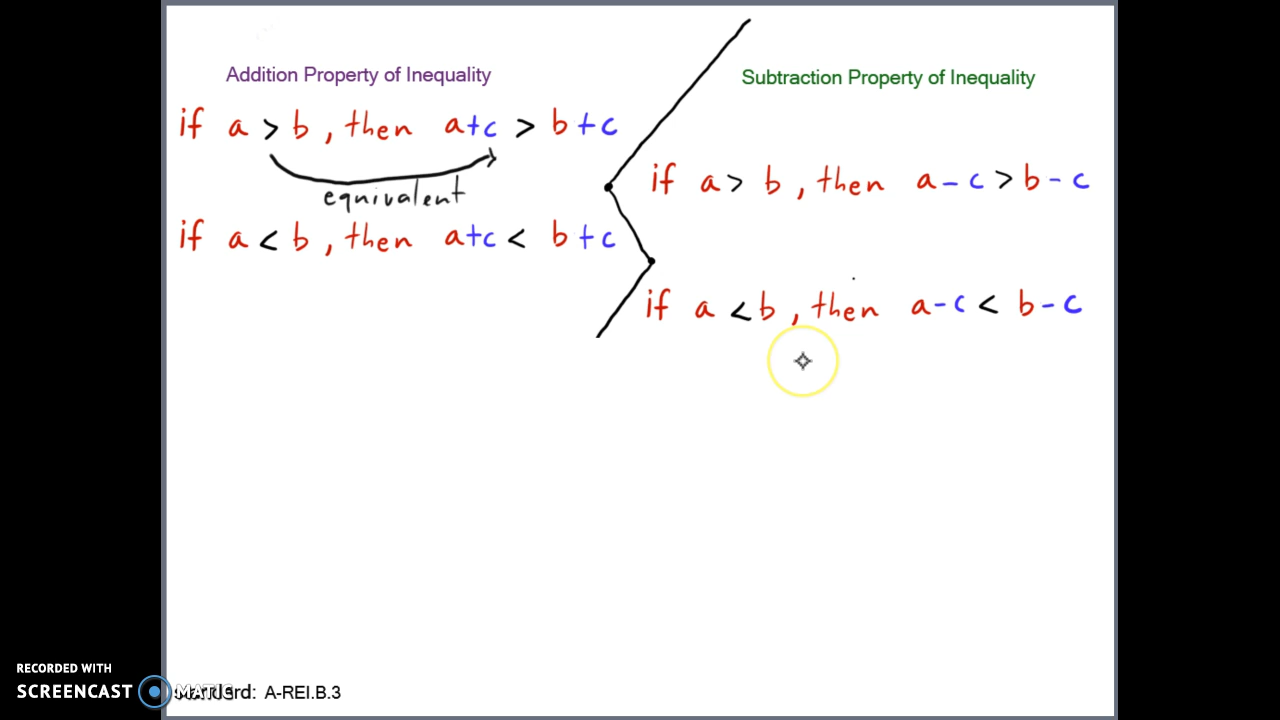 Addition Property of Inequality
if a > b , then a+c > b+c
equivalent
if a < b , then a+c < b+c
Subtraction Property of Inequality
if a > b , then a-c > b-c
if a < b , then a-c < b-c
RECORDED WITH
SCREENCAST MATIC
A-REI.B.3